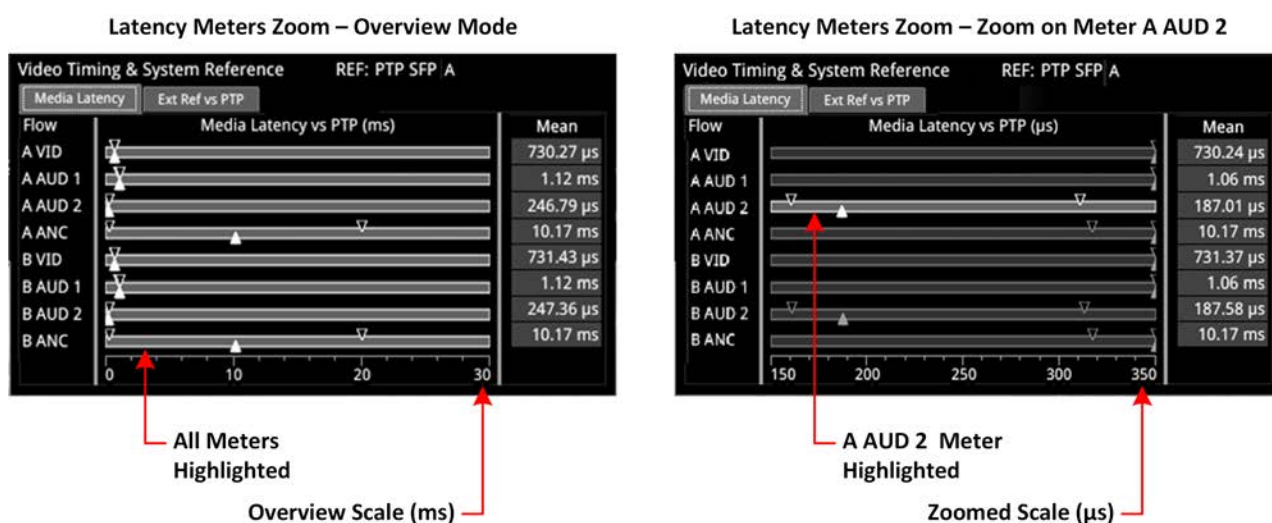 Latency Meters Zoom – Overview Mode
Video Timing & System Reference REF: PTP SFP A
Media Latency Ext Ref vs PTP
Flow Media Latency vs PTP (ms) Mean
A VID 730.27 µs
A AUD 1 1.12 ms
A AUD 2 246.79 µs
A ANC 10.17 ms
B VID 731.43 µs
B AUD 1 1.12 ms
B AUD 2 247.36 µs
B ANC 10.17 ms
0 10 20 30
All Meters
Highlighted
Overview Scale (ms)
Latency Meters Zoom – Zoom on Meter A AUD 2
Video Timing & System Reference REF: PTP SFP A
Media Latency Ext Ref vs PTP
Flow Media Latency vs PTP (µs) Mean
A VID 730.24 µs
A AUD 1 1.06 ms
A AUD 2 187.01 µs
A ANC 10.17 ms
B VID 731.37 µs
B AUD 1 1.06 ms
B AUD 2 187.58 µs
B ANC 10.17 ms
150 200 250 300 350
A AUD 2 Meter
Highlighted
Zoomed Scale (µs)